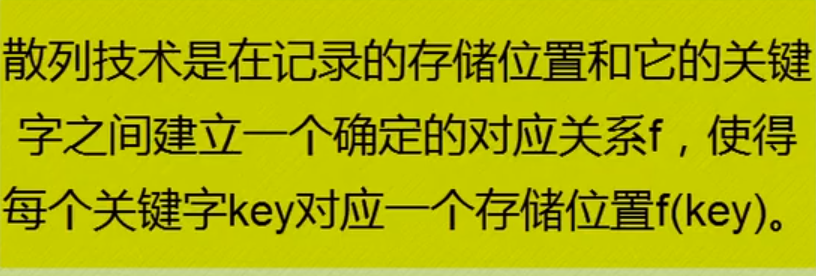 散列技术是在记录的存储位置和它的关键
字之间建立一个确定的对应关系f，使得
每个关键字key对应一个存储位置f(key)。